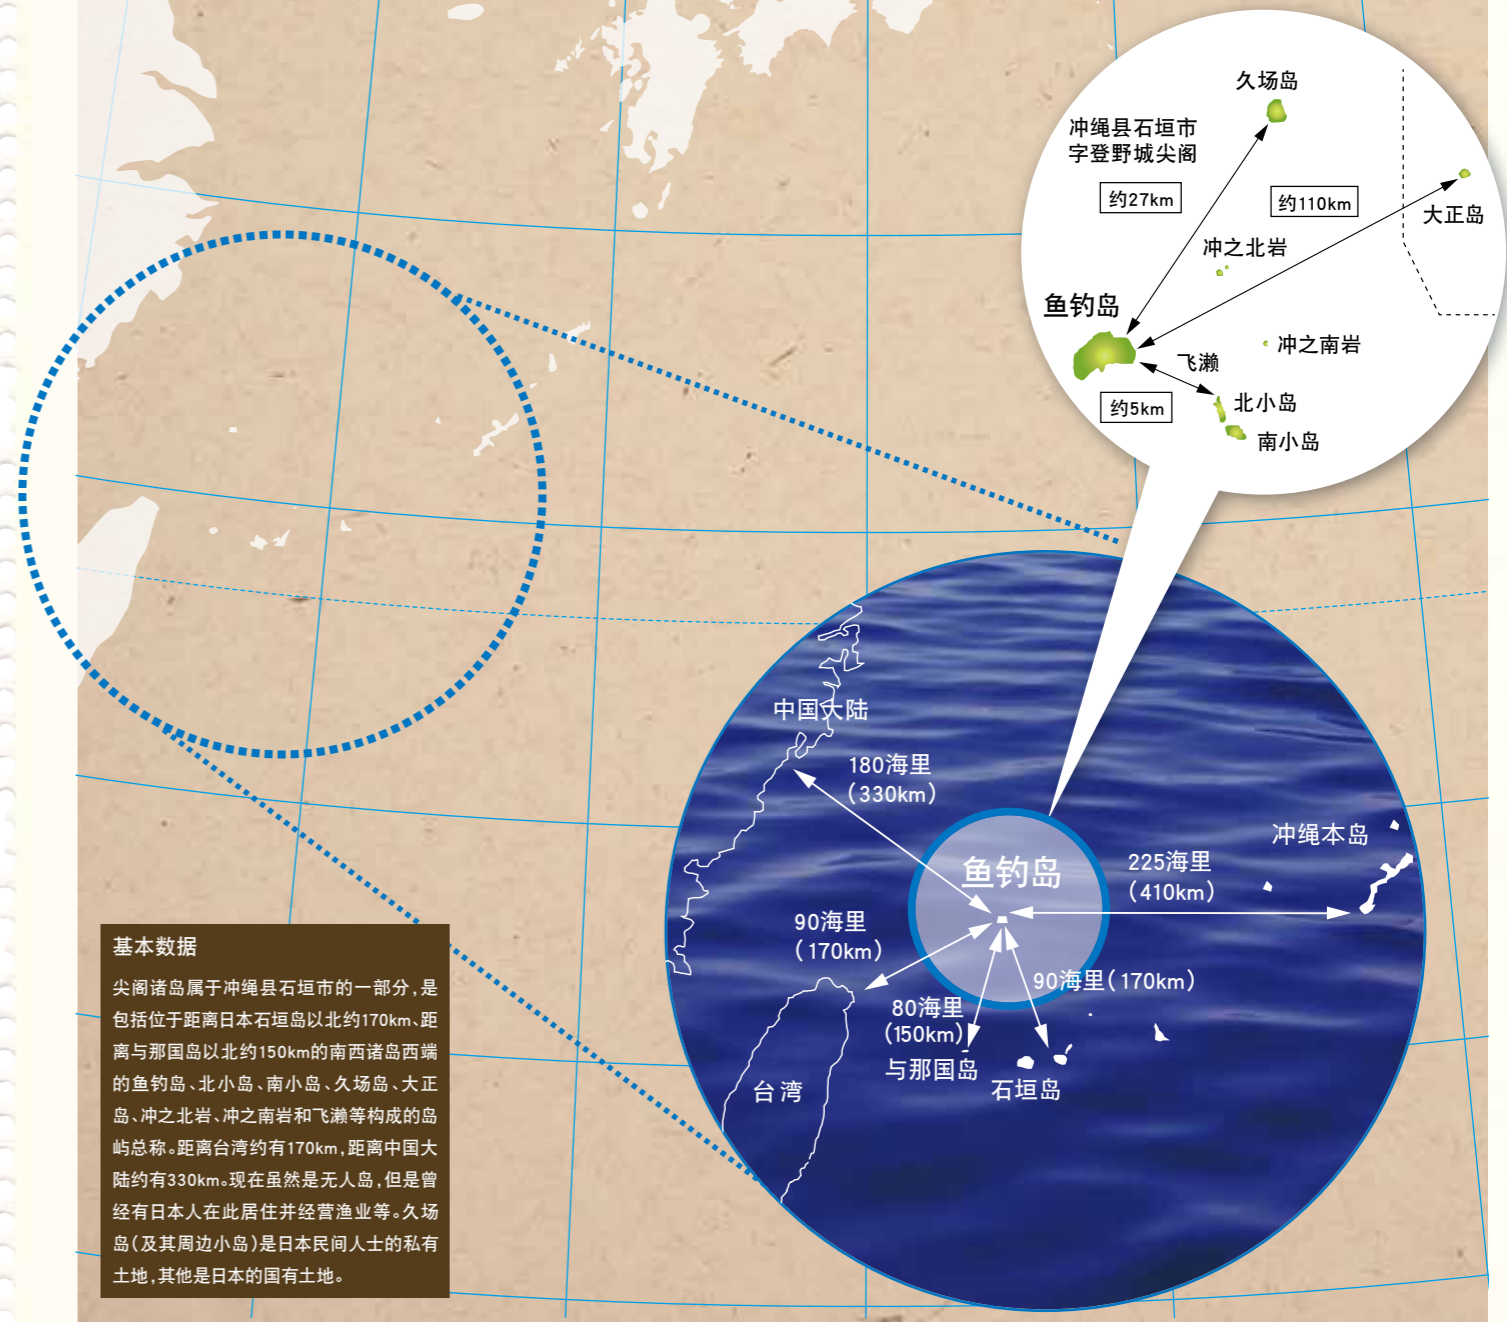 久场岛
冲绳县石垣市
字登野城尖阁
约27km
约110km
大正岛
冲之北岩
鱼钓岛
冲之南岩
飞濑
约5km
北小岛
南小岛
中国大陆
180海里
(330km)
冲绳本岛
鱼钓岛
225海里
(410km)
90海里
(170km)
90海里(170km)
80海里
(150km)
与那国岛
石垣岛
台湾
基本数据
尖阁诸岛属于冲绳县石垣市的一部分,是
包括位于距离日本石垣岛以北约170km、距
离与那国岛以北约150km的南西诸岛西端
的鱼钓岛、北小岛、南小岛、久场岛、大正
岛、冲之北岩、冲之南岩和飞濑等构成的岛
屿总称。距离台湾约有170km,距离中国大
陆约有330km。现在虽然是无人岛,但是曾
经有日本人在此居住并经营渔业等。久场
岛(及其周边小岛)是日本民间人士的私有
土地,其他是日本的国有土地。